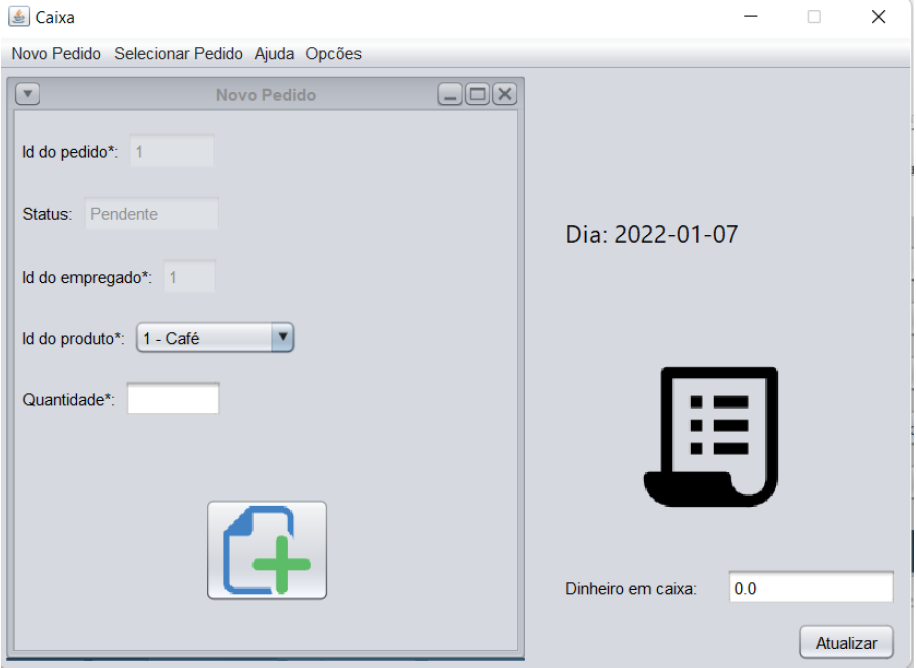 Caixa
Novo Pedido Selecionar Pedido Ajuda Opcões
Novo Pedido
Id do pedido*: 1
Status: Pendente
Id do empregado*: 1
Id do produto*: 1 - Café
Quantidade*:
Dia: 2022-01-07
Dinheiro em caixa: 0.0
Atualizar